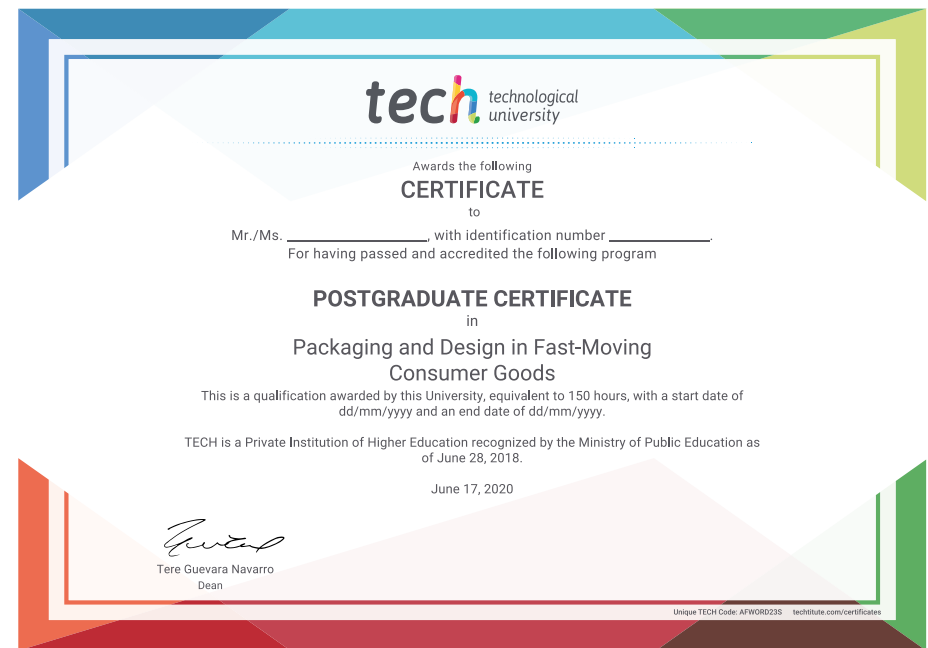 tech technological
university
Awards the following
CERTIFICATE
to
Mr./Ms. ____________, with identification number _________.
For having passed and accredited the following program
POSTGRADUATE CERTIFICATE
in
Packaging and Design in Fast-Moving
Consumer Goods
This is a qualification awarded by this University, equivalent to 150 hours, with a start date of
dd/mm/yyyy and an end date of dd/mm/yyyy.
TECH is a Private Institution of Higher Education recognized by the Ministry of Public Education as
of June 28, 2018.
June 17, 2020
Tere Guevara Navarro
Dean
Unique TECH Code: AFWORD23S techtitute.com/certificates